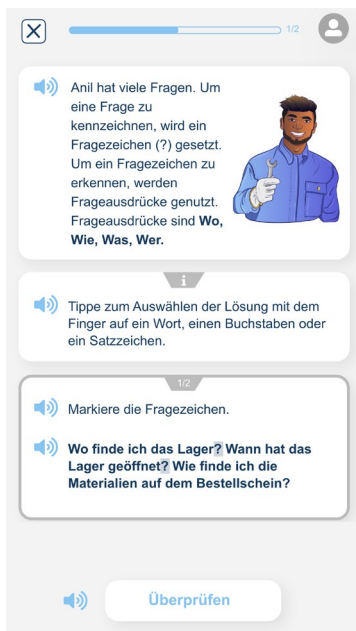 1/2
Anil hat viele Fragen. Um
eine Frage zu
kennzeichnen, wird ein
Fragezeichen (?) gesetzt.
Um ein Fragezeichen zu
erkennen, werden
Frageausdrücke genutzt.
Frageausdrücke sind Wo,
Wie, Was, Wer.
i
Tippe zum Auswählen der Lösung mit dem
Finger auf ein Wort, einen Buchstaben oder
ein Satzzeichen.
1/2
Markiere die Fragezeichen.
Wo finde ich das Lager? Wann hat das
Lager geöffnet? Wie finde ich die
Materialien auf dem Bestellschein?
Überprüfen